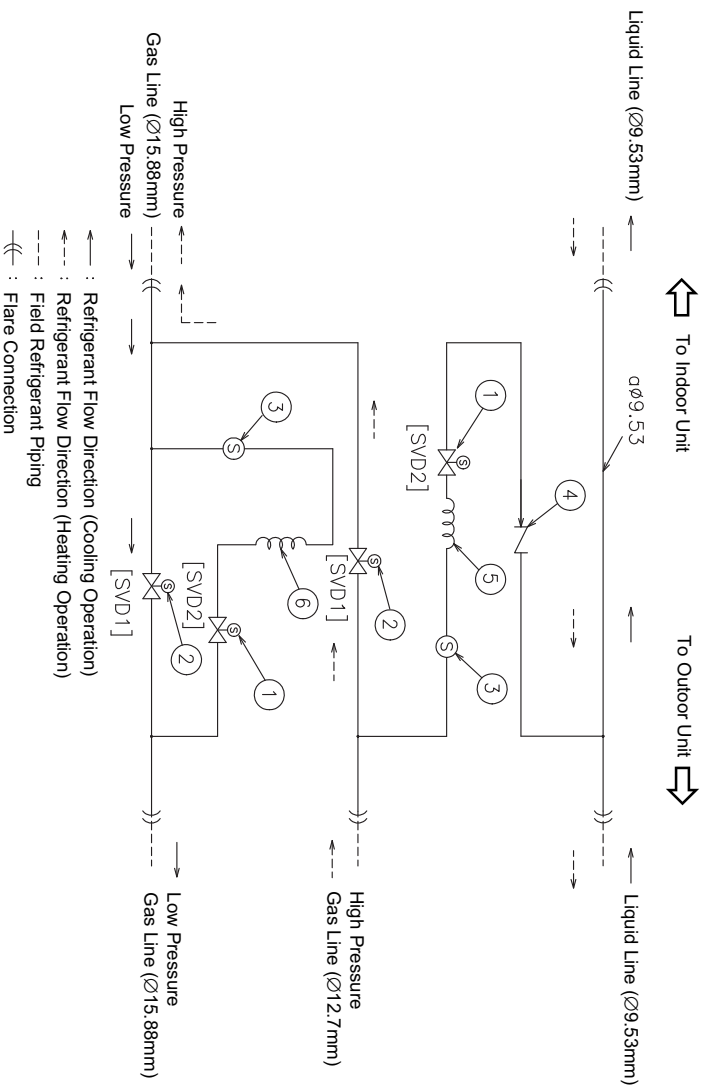 To Indoor Unit
To Outoor Unit
Liquid Line (Ø9.53mm)
aø9.53
Liquid Line (Ø9.53mm)
4
1
5
3
[SVD2]
2
[SVD1]
High Pressure
Gas Line (Ø12.7mm)
3
6
1
[SVD2]
2
[SVD1]
High Pressure
Gas Line (Ø15.88mm)
Low Pressure
Low Pressure
Gas Line (Ø15.88mm)
S
S
S
S
S
S
: Refrigerant Flow Direction (Cooling Operation)
: Refrigerant Flow Direction (Heating Operation)
: Field Refrigerant Piping
: Flare Connection